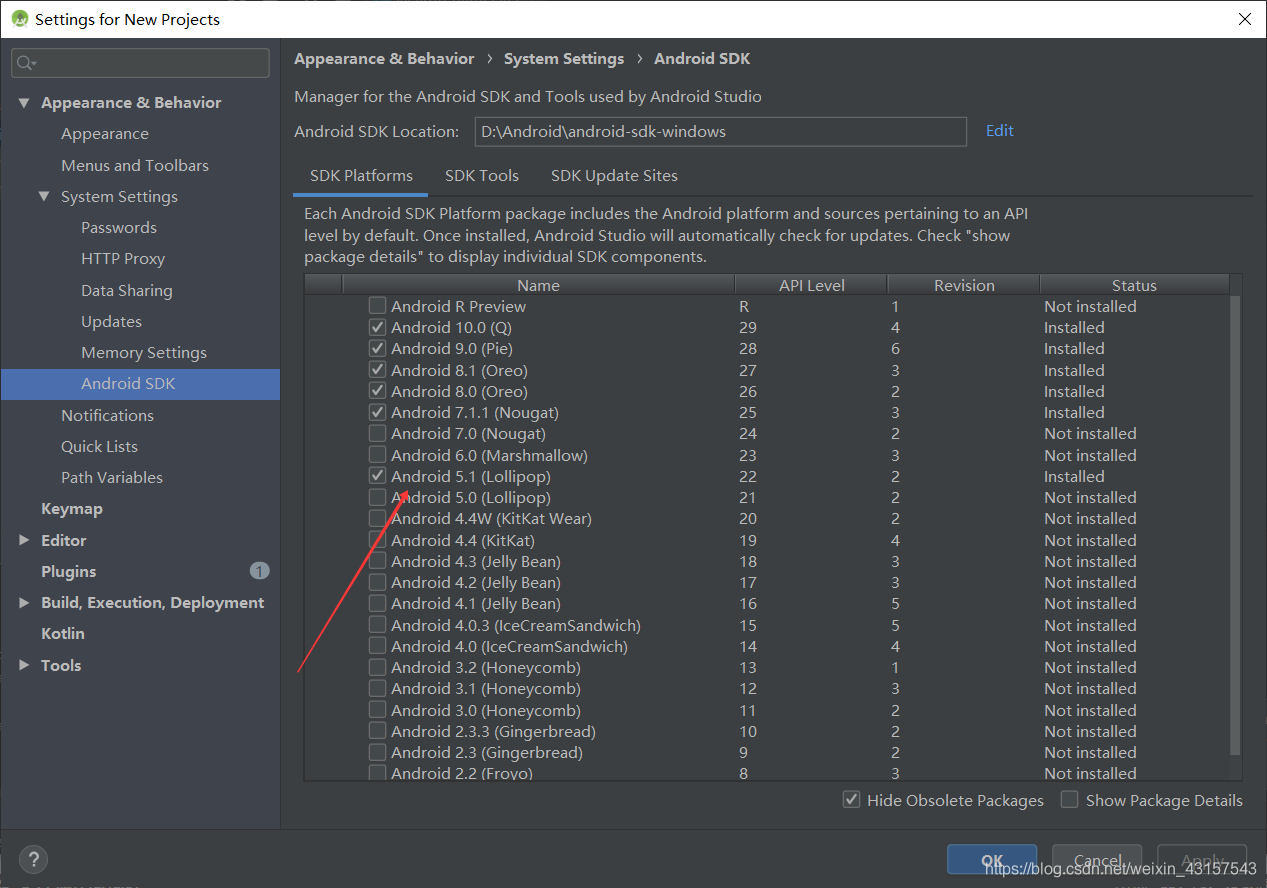 Settings for New Projects
Appearance & Behavior
Appearance
Menus and Toolbars
System Settings
Passwords
HTTP Proxy
Data Sharing
Updates
Memory Settings
Android SDK
Notifications
Quick Lists
Path Variables
Keymap
Editor
Plugins 1
Build, Execution, Deployment
Kotlin
Tools
Appearance & Behavior › System Settings › Android SDK
Manager for the Android SDK and Tools used by Android Studio
Android SDK Location: D:\Android\android-sdk-windows Edit
SDK Platforms SDK Tools SDK Update Sites
Each Android SDK Platform package includes the Android platform and sources pertaining to an API
level by default. Once installed, Android Studio will automatically check for updates. Check "show
package details" to display individual SDK components.
Name API Level Revision Status
Android R Preview R 1 Not installed
Android 10.0 (Q) 29 4 Installed
Android 9.0 (Pie) 28 6 Installed
Android 8.1 (Oreo) 27 3 Installed
Android 8.0 (Oreo) 26 2 Installed
Android 7.1.1 (Nougat) 25 3 Installed
Android 7.0 (Nougat) 24 2 Not installed
Android 6.0 (Marshmallow) 23 3 Not installed
Android 5.1 (Lollipop) 22 2 Installed
Android 5.0 (Lollipop) 21 2 Not installed
Android 4.4W (KitKat Wear) 20 2 Not installed
Android 4.4 (KitKat) 19 4 Not installed
Android 4.3 (Jelly Bean) 18 3 Not installed
Android 4.2 (Jelly Bean) 17 3 Not installed
Android 4.1 (Jelly Bean) 16 5 Not installed
Android 4.0.3 (IceCreamSandwich) 15 5 Not installed
Android 4.0 (IceCreamSandwich) 14 4 Not installed
Android 3.2 (Honeycomb) 13 1 Not installed
Android 3.1 (Honeycomb) 12 3 Not installed
Android 3.0 (Honeycomb) 11 2 Not installed
Android 2.3.3 (Gingerbread) 10 2 Not installed
Android 2.3 (Gingerbread) 9 2 Not installed
Android 2.2 (Froyo) 8 3 Not installed
Hide Obsolete Packages Show Package Details
? OK Cancel Apply
https://blog.csdn.net/weixin_43157543